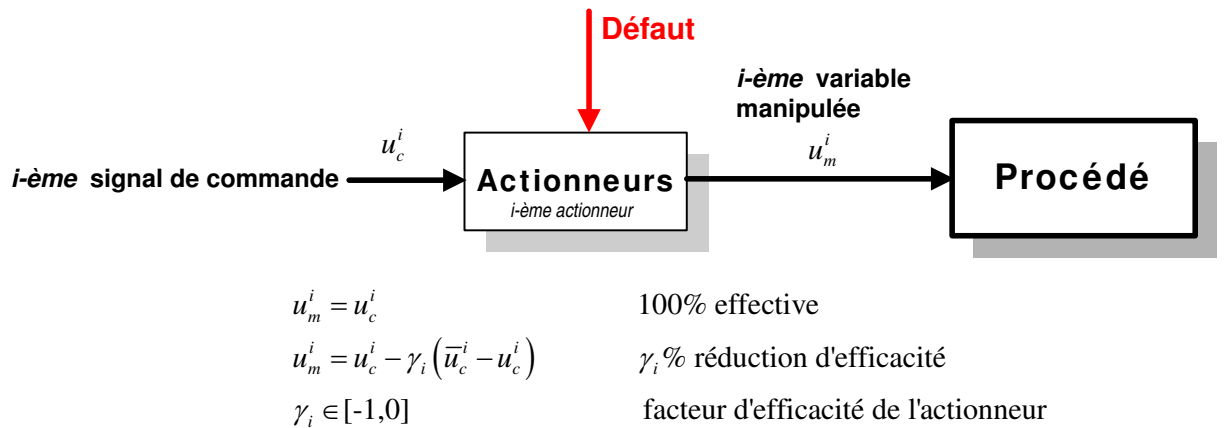 Défaut
i-ème variable
manipulée
u_c^i
u_m^i
i-ème signal de commande
Actionneurs
i-ème actionneur
Procédé
u_m^i = u_c^i 100% effective
u_m^i = u_c^i - γ_i (ū_c^i - u_c^i) γ_i % réduction d'efficacité
γ_i ∈ [-1,0] facteur d'efficacité de l'actionneur